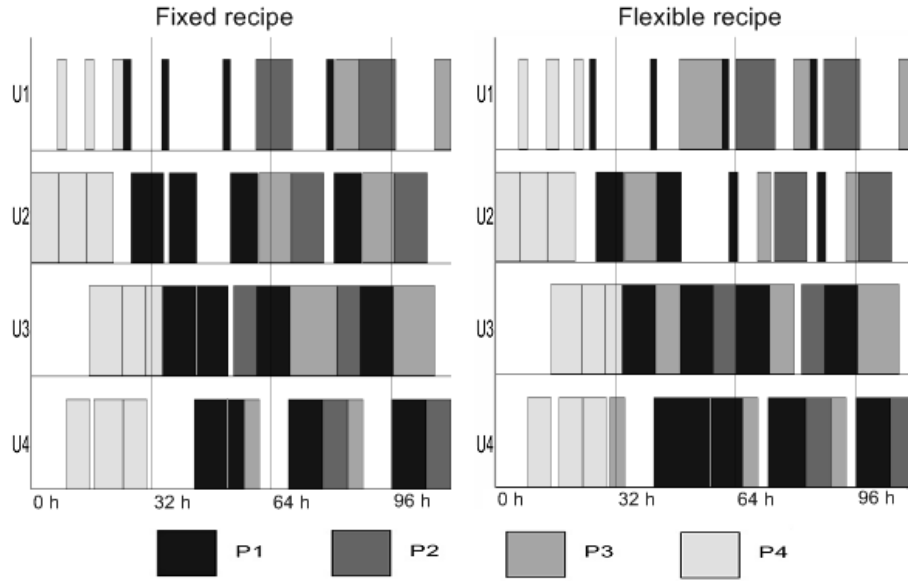 Fixed recipe
Flexible recipe
U1
U2
U3
U4
0 h 32 h 64 h 96 h
U1
U2
U3
U4
0 h 32 h 64 h 96 h
P1 P2 P3 P4